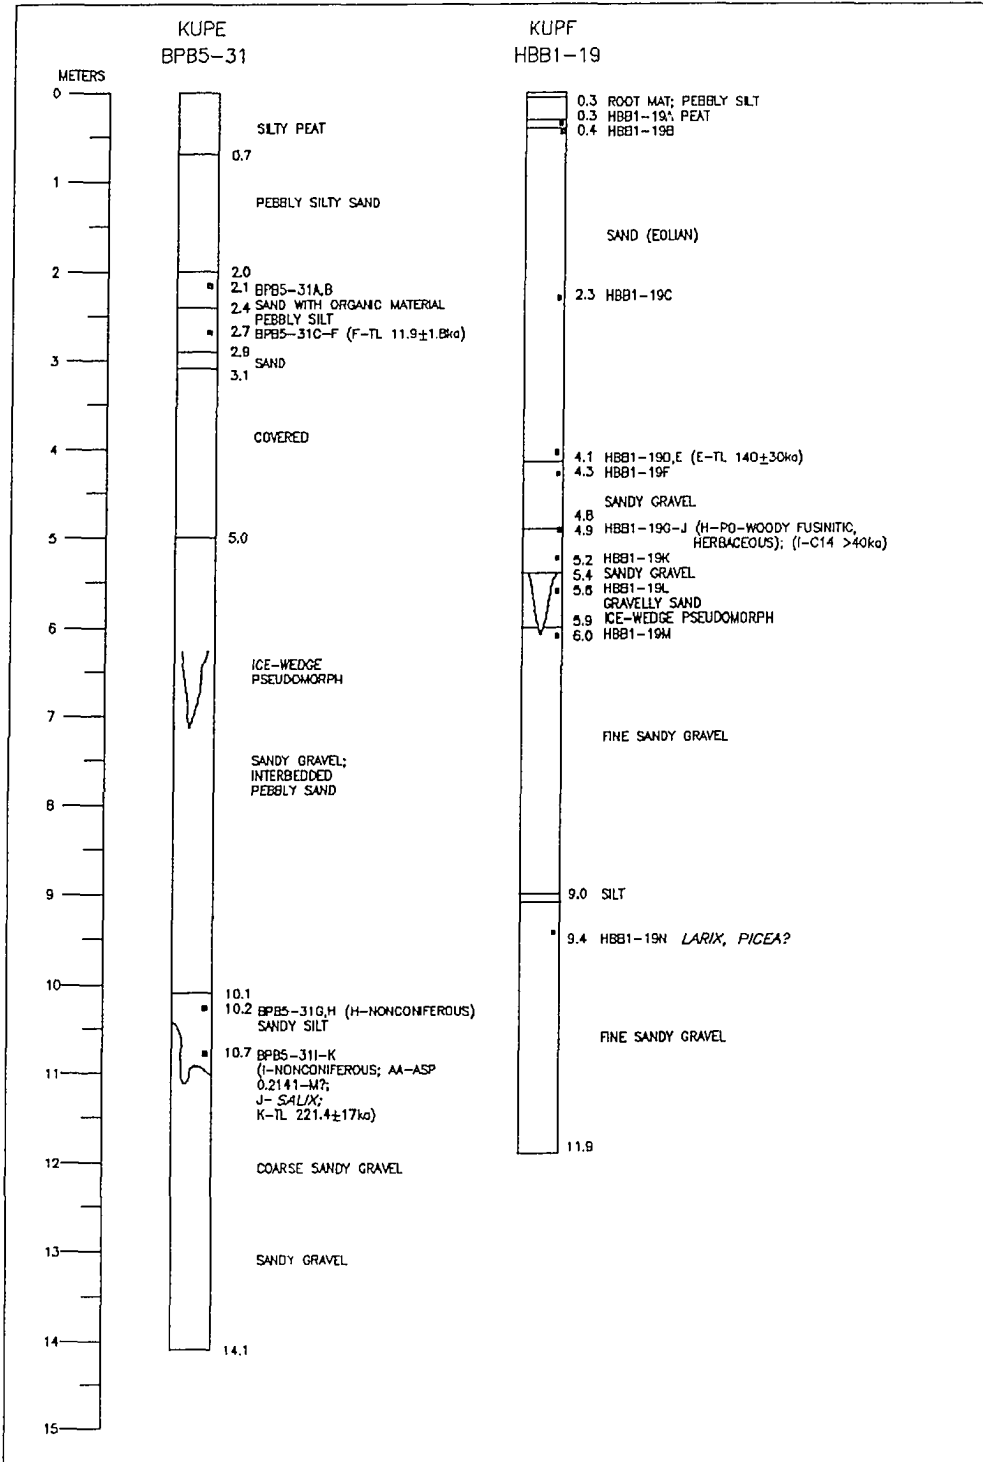 KUPE
BPB5-31
METERS
0
1
2
3
4
5
6
7
8
9
10
11
12
13
14
15
SILTY PEAT
0.7
PEBBLY SILTY SAND
2.0
2.1 BPB5-31A,B
2.4 SAND WITH ORGANIC MATERIAL
PEBBLY SILT
2.7 BPB5-31C-F (F-TL 11.9±1.8ka)
2.9
SAND
3.1
COVERED
5.0
ICE-WEDGE
PSEUDOMORPH
SANDY GRAVEL;
INTERBEDDED
PEBBLY SAND
10.1
10.2 BPB5-31G,H (H-NONCONIFEROUS)
SANDY SILT
10.7 BPB5-31I-K
(I-NONCONIFEROUS; AA-ASP
0.2141-M?;
J- SALIX;
K-TL 221.4±17ka)
COARSE SANDY GRAVEL
SANDY GRAVEL
14.1
KUPF
HBB1-19
0.3 ROOT MAT; PEBBLY SILT
0.3 HBB1-19A PEAT
0.4 HBB1-19B
SAND (EOLIAN)
2.3 HBB1-19C
4.1 HBB1-19D,E (E-TL 140±30ka)
4.3 HBB1-19F
SANDY GRAVEL
4.8
4.9 HBB1-19G-J (H-PO-WOODY FUSINITIC,
HERBACEOUS); (I-C14 >40ka)
5.2 HBB1-19K
5.4 SANDY GRAVEL
5.6 HBB1-19L
GRAVELLY SAND
5.9 ICE-WEDGE PSEUDOMORPH
6.0 HBB1-19M
FINE SANDY GRAVEL
9.0 SILT
9.4 HBB1-19N LARIX, PICEA?
FINE SANDY GRAVEL
11.9